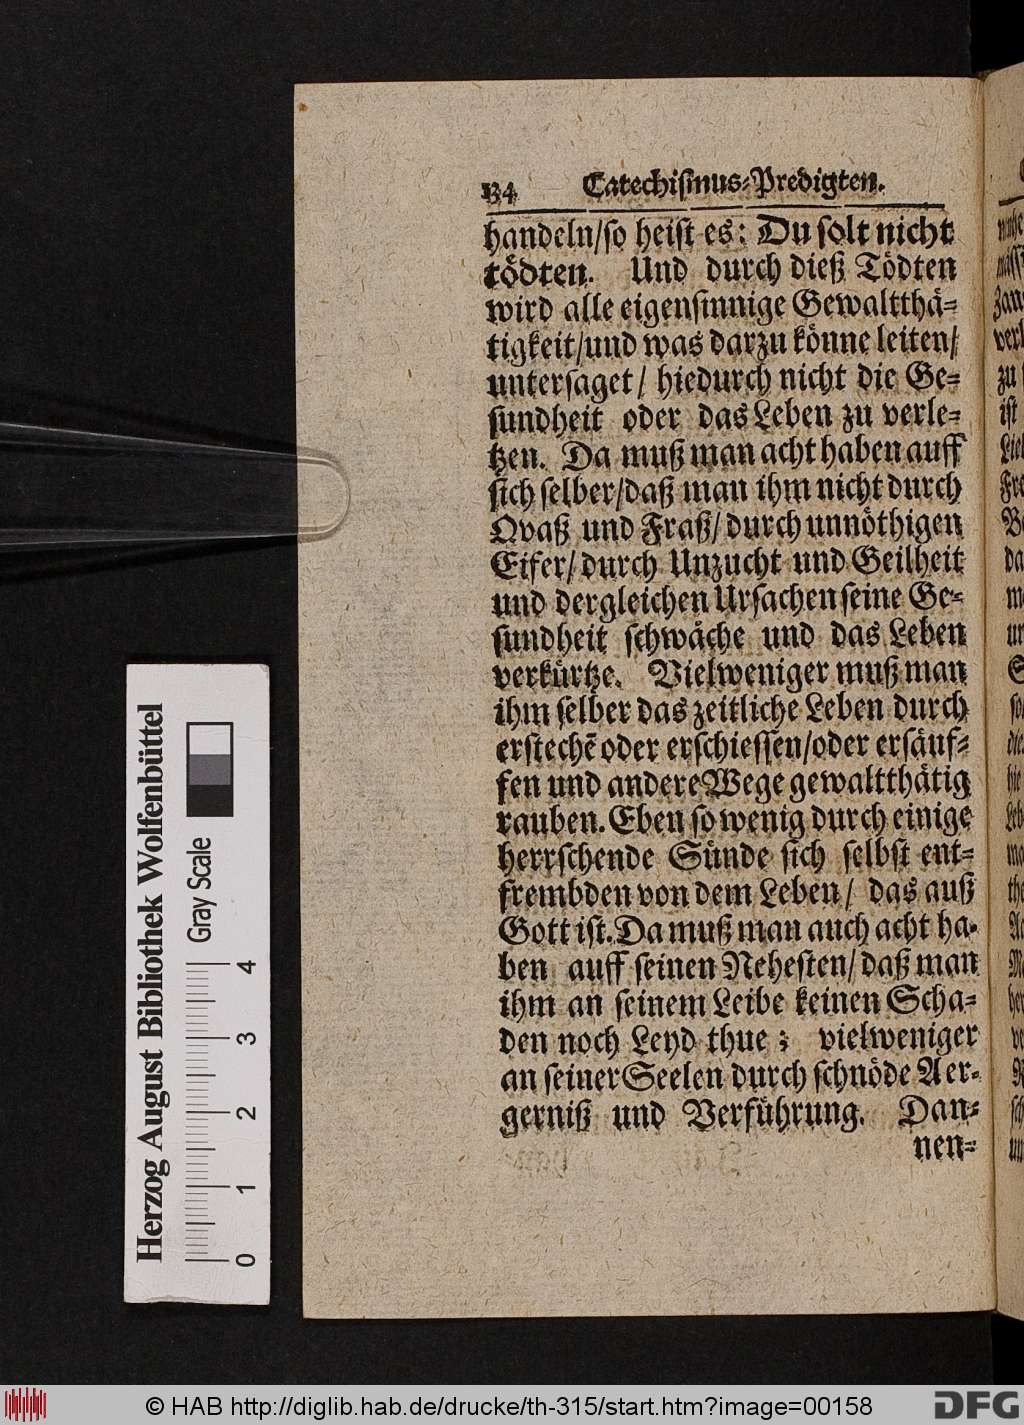 134 Catechismus-Predigten.
handeln/so heist es: Du solt nicht
tödten. Und durch dieß Tödten
wird alle eigensinnige Gewaltthä-
tigkeit/und was darzu könne leiten/
untersaget/ hiedurch nicht die Ge-
sundheit oder das Leben zu verle-
tzen. Da muß man acht haben auff
sich selber/daß man ihm nicht durch
Qvaß und Fraß/durch unnöthigen
Eifer/durch Unzucht und Geilheit
und dergleichen Ursachen seine Ge-
sundheit schwäche und das Leben
verkürtze. Vielweniger muß man
ihm selber das zeitliche Leben durch
erstechē oder erschiessen/oder ersäuf-
fen und andere Wege gewaltthätig
rauben. Eben so wenig durch einige
herrschende Sünde sich selbst ent-
frembden von dem Leben/ das auß
Gott ist. Da muß man auch acht ha-
ben auff seinen Nehesten/daß man
ihm an seinem Leibe keinen Scha-
den noch Leyd thue; vielweniger
an seiner Seelen durch schnöde Aer-
gerniß und Verführung. Dan-
nen-
Herzog August Bibliothek Wolfenbüttel
Gray Scale
0 1 2 3 4
© HAB http://diglib.hab.de/drucke/th-315/start.htm?image=00158
DFG